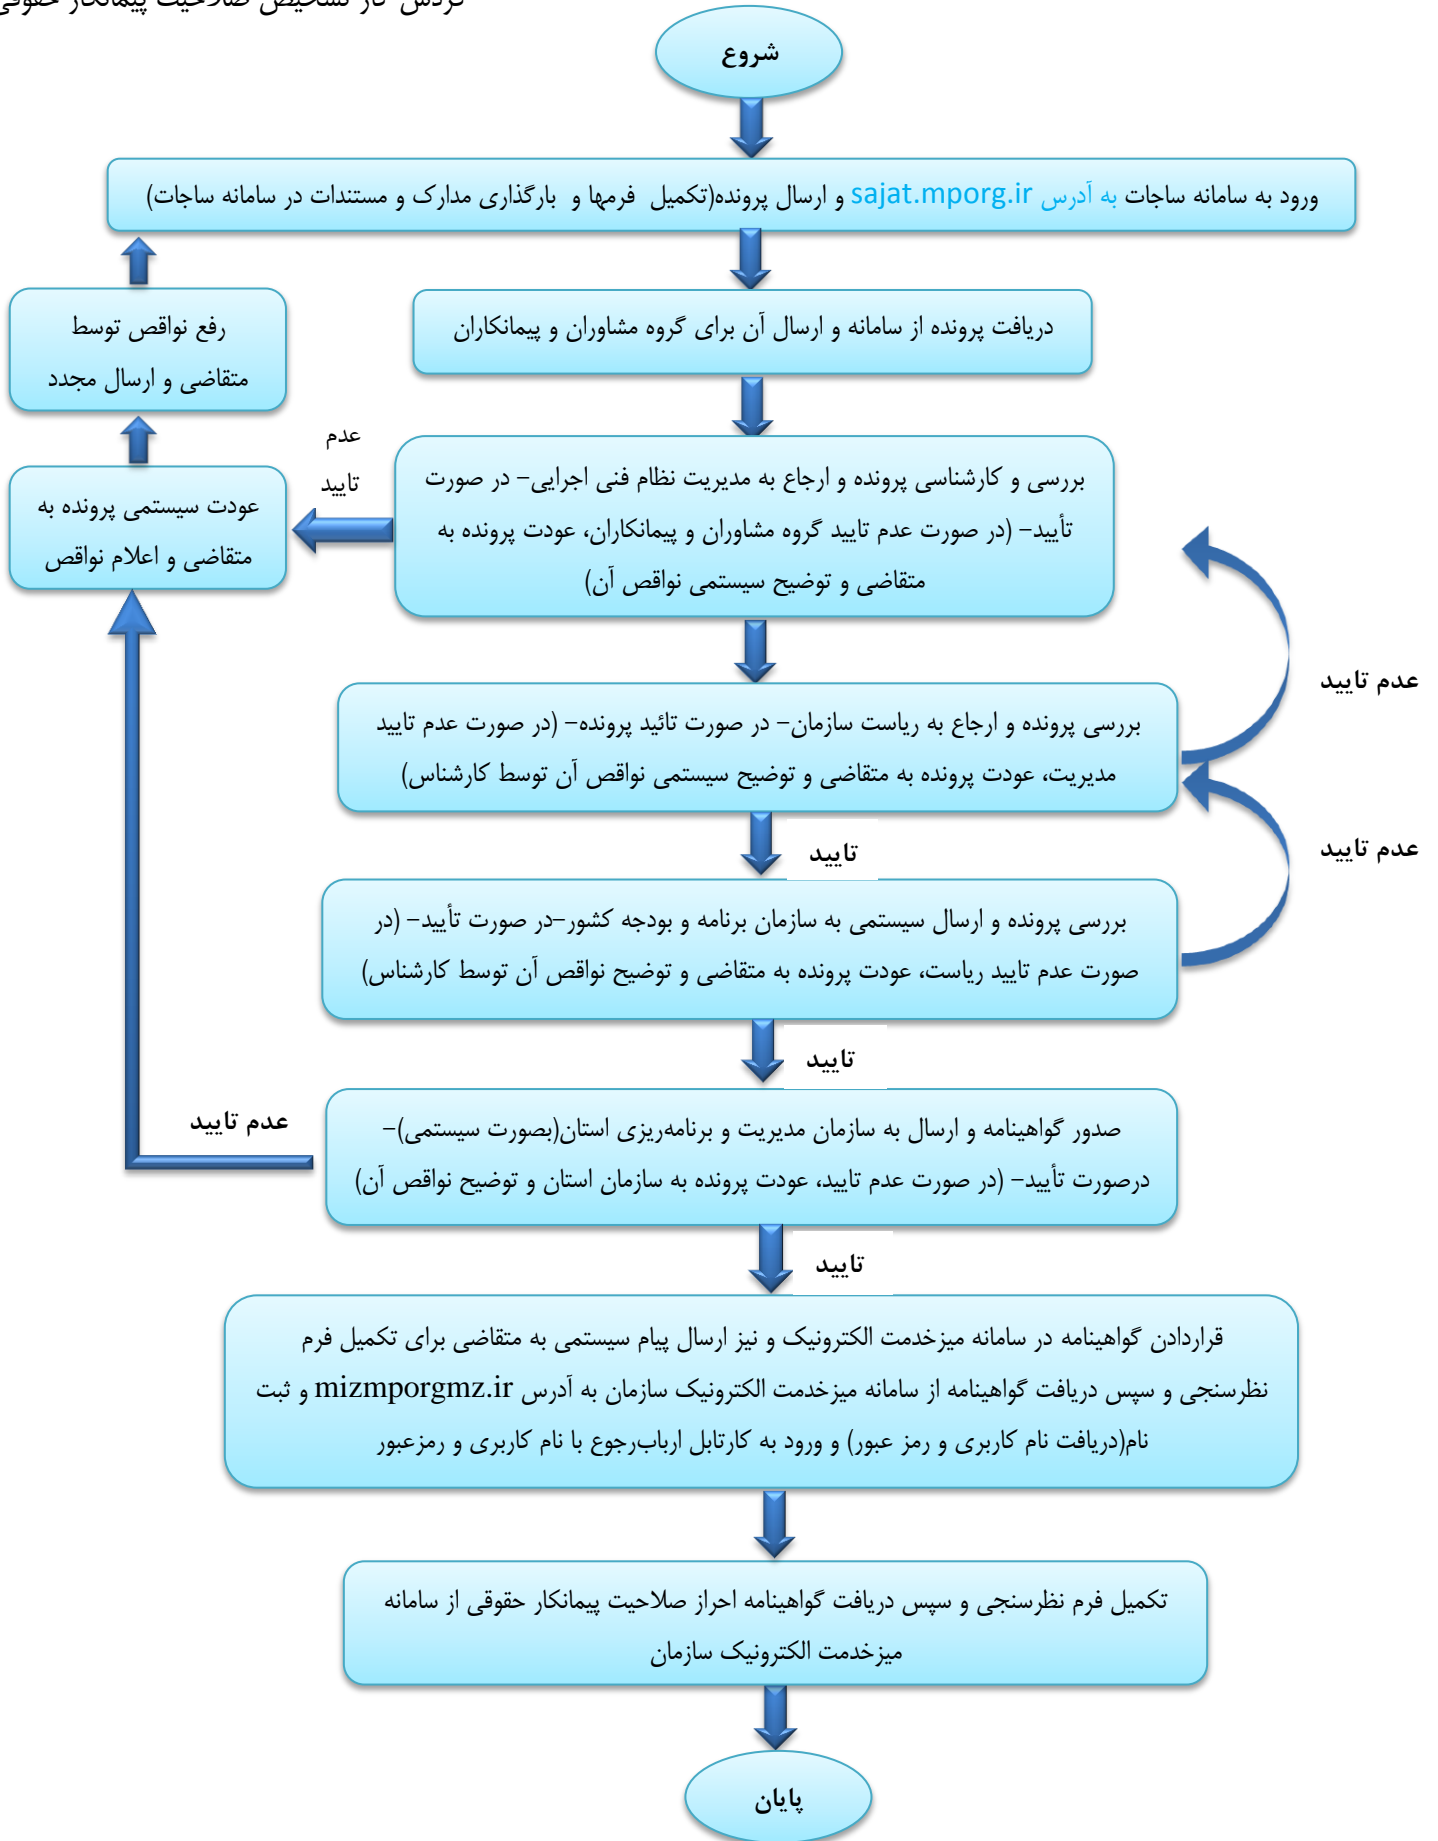 گردش کار تشخیص صلاحیت پیمانکار حقوقی
شروع
ورود به سامانه ساجات به آدرس sajat.mporg.ir و ارسال پرونده(تکمیل فرمها و بارگذاری مدارک و مستندات در سامانه ساجات)
دریافت پرونده از سامانه و ارسال آن برای گروه مشاوران و پیمانکاران
رفع نواقص توسط
متقاضی و ارسال مجدد
عدم
تایید
عودت سیستمی پرونده به
متقاضی و اعلام نواقص
بررسی و کارشناسی پرونده و ارجاع به مدیریت نظام فنی اجرایی– در صورت
تأیید– (در صورت عدم تایید گروه مشاوران و پیمانکاران، عودت پرونده به
متقاضی و توضیح سیستمی نواقص آن)
عدم تایید
بررسی پرونده و ارجاع به ریاست سازمان– در صورت تائید پرونده– (در صورت عدم تایید
مدیریت، عودت پرونده به متقاضی و توضیح سیستمی نواقص آن توسط کارشناس)
تایید
عدم تایید
بررسی پرونده و ارسال سیستمی به سازمان برنامه و بودجه کشور–در صورت تأیید– (در
صورت عدم تایید ریاست، عودت پرونده به متقاضی و توضیح نواقص آن توسط کارشناس)
تایید
عدم تایید
صدور گواهینامه و ارسال به سازمان مدیریت و برنامه‌ریزی استان(بصورت سیستمی)–
درصورت تأیید– (در صورت عدم تایید، عودت پرونده به سازمان استان و توضیح نواقص آن)
تایید
قراردادن گواهینامه در سامانه میزخدمت الکترونیک و نیز ارسال پیام سیستمی به متقاضی برای تکمیل فرم
نظرسنجی و سپس دریافت گواهینامه از سامانه میزخدمت الکترونیک سازمان به آدرس mizmporgmz.ir و ثبت
نام(دریافت نام کاربری و رمز عبور) و ورود به کارتابل ارباب‌رجوع با نام کاربری و رمزعبور
تکمیل فرم نظرسنجی و سپس دریافت گواهینامه احراز صلاحیت پیمانکار حقوقی از سامانه
میزخدمت الکترونیک سازمان
پایان